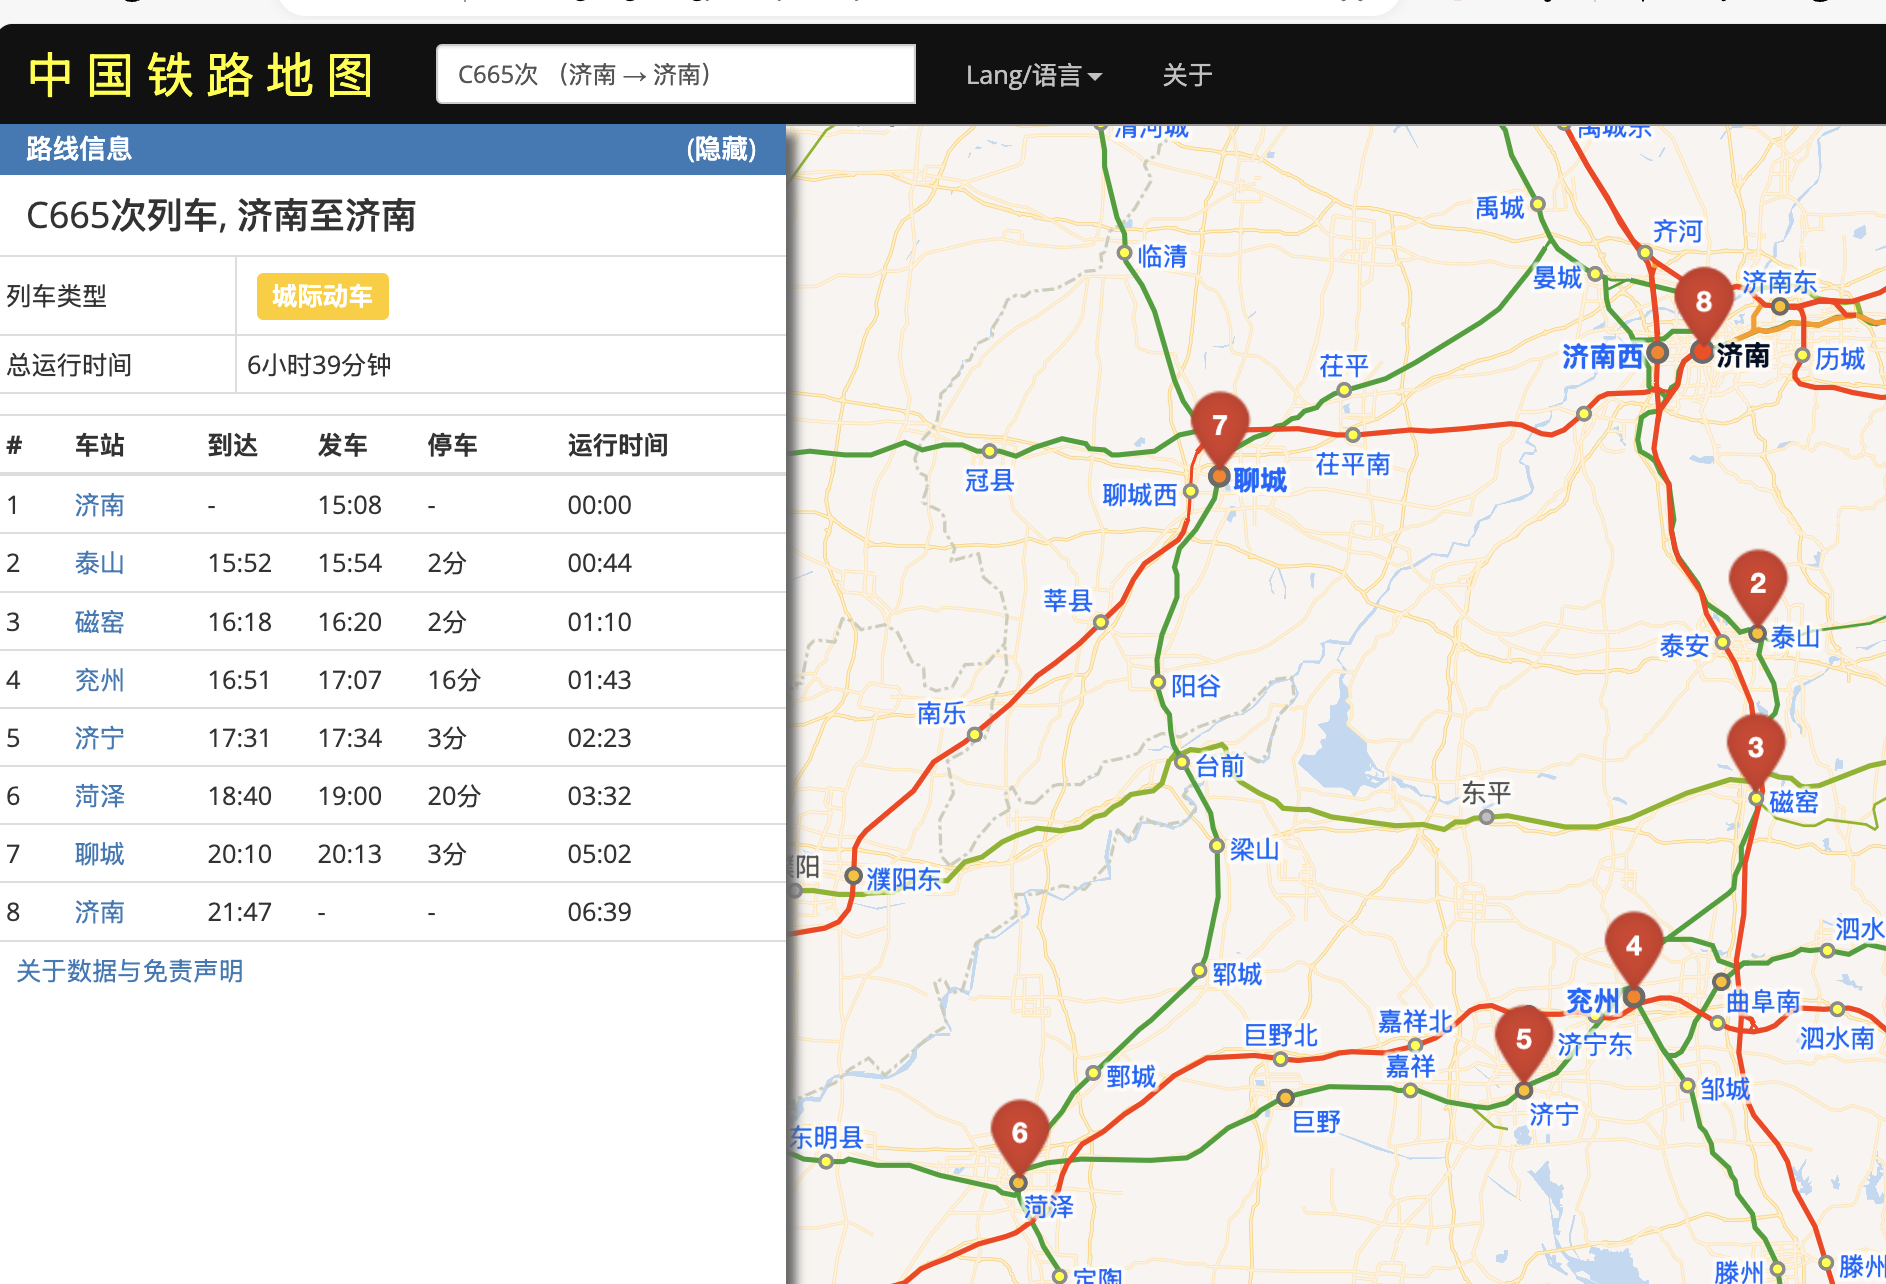 中国铁路地图
C665次 （济南 → 济南）
Lang/语言
关于
路线信息
(隐藏)
C665次列车, 济南至济南
列车类型 城际动车
总运行时间 6小时39分钟
# 车站 到达 发车 停车 运行时间
1 济南 - 15:08 - 00:00
2 泰山 15:52 15:54 2分 00:44
3 磁窑 16:18 16:20 2分 01:10
4 兖州 16:51 17:07 16分 01:43
5 济宁 17:31 17:34 3分 02:23
6 菏泽 18:40 19:00 20分 03:32
7 聊城 20:10 20:13 3分 05:02
8 济南 21:47 - - 06:39
关于数据与免责声明
清河城
禹城东
禹城
齐河
临清
晏城
济南东
8
济南西
济南
历城
茌平
7
茌平南
冠县
聊城
聊城西
2
莘县
泰安
泰山
阳谷
南乐
3
台前
东平
磁窑
梁山
阳
濮阳东
泗水
4
郓城
兖州
曲阜南
嘉祥北
巨野北
5
济宁东
泗水南
嘉祥
鄄城
邹城
济宁
巨野
6
东明县
菏泽
定陶
滕州
滕州